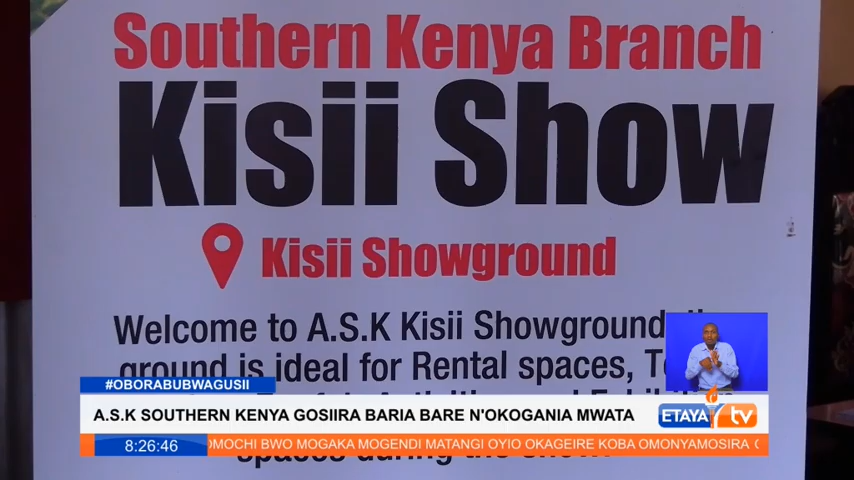 Southern Kenya Branch
Kisii Show
Kisii Showground
Welcome to A.S.K Kisii Showground
ground is ideal for Rental spaces,
#OBORABUBWAGUSII
A.S.K SOUTHERN KENYA GOSIIRA BARIA BARE N'OKOGANIA MWATA
ETAYA tv
8:26:46
OMOCHI BWO MOGAKA MOGENDI MATANGI OYIO OKAGEIRE KOBA OMONYAMOSIRA
spaces during the show.